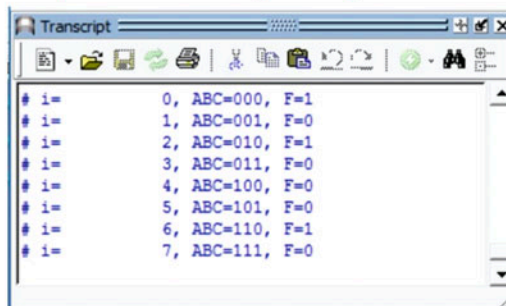 Transcript
# i=          0, ABC=000, F=1
# i=          1, ABC=001, F=0
# i=          2, ABC=010, F=1
# i=          3, ABC=011, F=0
# i=          4, ABC=100, F=0
# i=          5, ABC=101, F=0
# i=          6, ABC=110, F=1
# i=          7, ABC=111, F=0